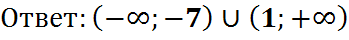 Ответ: (−∞; −7) ∪ (1; +∞)